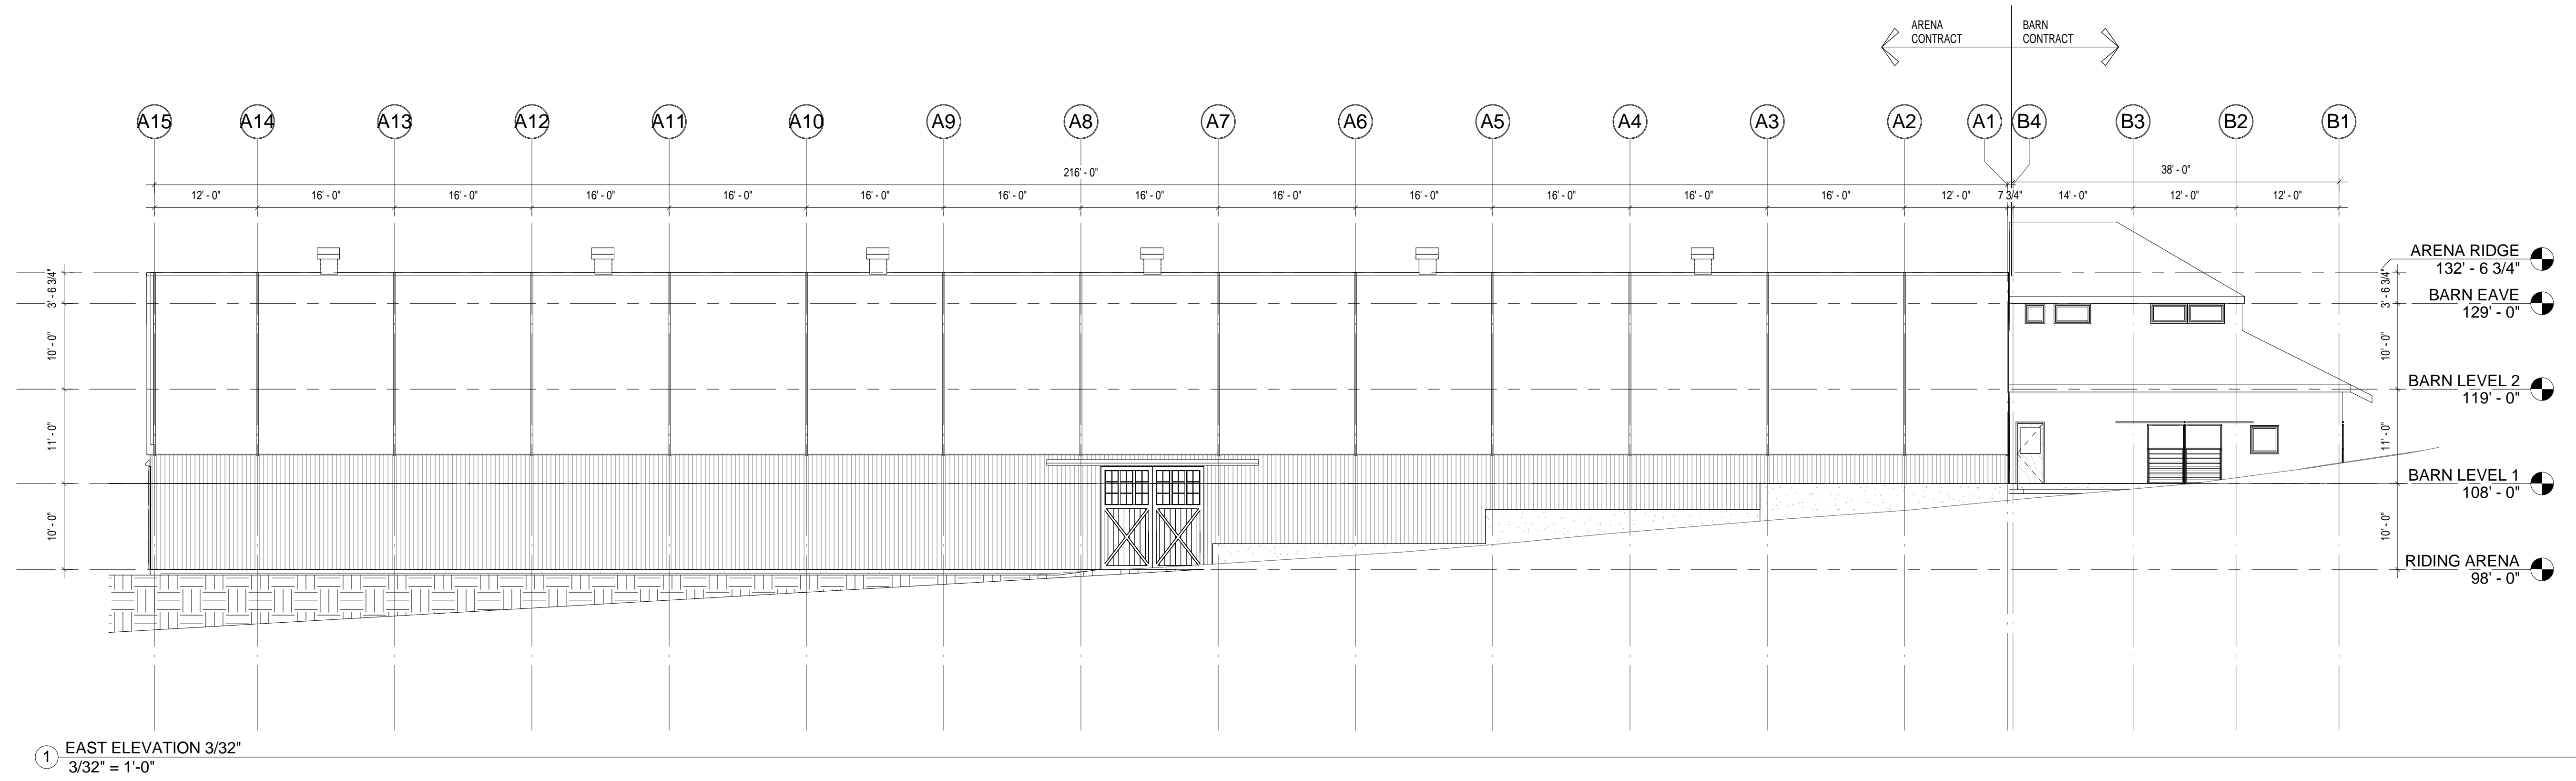 ARENA
CONTRACT
BARN
CONTRACT
A15 A14 A13 A12 A11 A10 A9 A8 A7 A6 A5 A4 A3 A2 A1 B4 B3 B2 B1
216' - 0"
38' - 0"
12' - 0" 16' - 0" 16' - 0" 16' - 0" 16' - 0" 16' - 0" 16' - 0" 16' - 0" 16' - 0" 16' - 0" 16' - 0" 16' - 0" 16' - 0" 12' - 0" 7 3/4" 14' - 0" 12' - 0" 12' - 0"
3' - 6 3/4"
10' - 0"
11' - 0"
10' - 0"
3' - 6 3/4"
10' - 0"
11' - 0"
10' - 0"
ARENA RIDGE
132' - 6 3/4"
BARN EAVE
129' - 0"
BARN LEVEL 2
119' - 0"
BARN LEVEL 1
108' - 0"
RIDING ARENA
98' - 0"
1 EAST ELEVATION 3/32"
3/32" = 1'-0"